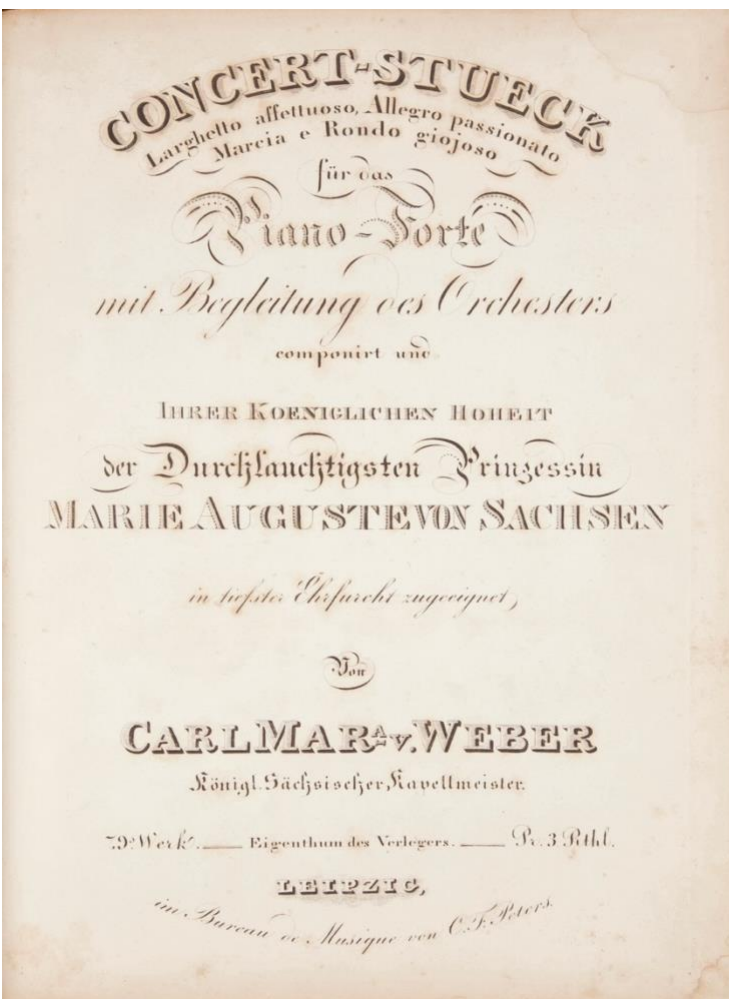 CONCERT-STUECK
Larghetto affettuoso, Allegro passionato
Marcia e Rondo giojoso
für das
Piano-Forte
mit Begleitung des Orchesters
componirt und
IHRER KOENIGLICHEN HOHEIT
der Durchlauchtigsten Prinzessin
MARIE AUGUSTE VON SACHSEN
in tiefster Ehrfurcht zugeeignet,
Von
CARL MARᴬ v. WEBER
Königl. Sächsischer Kapellmeister.
79s Werk. — Eigenthum des Verlegers. — Pr. 3 Rthl.
LEIPZIG,
im Bureau de Musique von C. F. Peters.